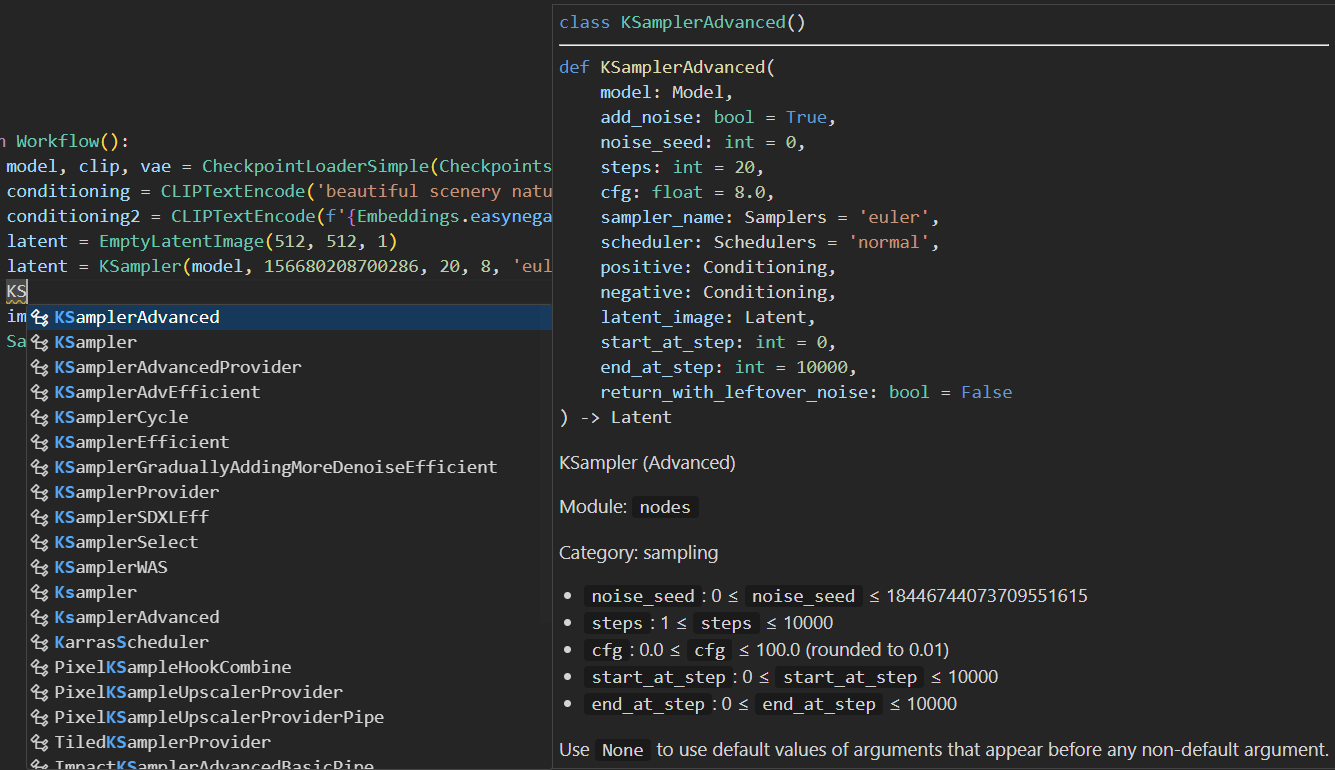 Workflow():
model, clip, vae = CheckpointLoaderSimple(Checkpoints
conditioning = CLIPTextEncode('beautiful scenery natu
conditioning2 = CLIPTextEncode(f'{Embeddings.easynega
latent = EmptyLatentImage(512, 512, 1)
latent = KSampler(model, 156680208700286, 20, 8, 'eul
KS
im
Sa
KSamplerAdvanced
KSampler
KSamplerAdvancedProvider
KSamplerAdvEfficient
KSamplerCycle
KSamplerEfficient
KSamplerGraduallyAddingMoreDenoiseEfficient
KSamplerProvider
KSamplerSDXLEff
KSamplerSelect
KSamplerWAS
Ksampler
KsamplerAdvanced
KarrasScheduler
PixelKSampleHookCombine
PixelKSampleUpscalerProvider
PixelKSampleUpscalerProviderPipe
TiledKSamplerProvider
ImpactKSamplerAdvancedBasicPipe
class KSamplerAdvanced()
def KSamplerAdvanced(
model: Model,
add_noise: bool = True,
noise_seed: int = 0,
steps: int = 20,
cfg: float = 8.0,
sampler_name: Samplers = 'euler',
scheduler: Schedulers = 'normal',
positive: Conditioning,
negative: Conditioning,
latent_image: Latent,
start_at_step: int = 0,
end_at_step: int = 10000,
return_with_leftover_noise: bool = False
) -> Latent
KSampler (Advanced)
Module: nodes
Category: sampling
• noise_seed : 0 ≤ noise_seed ≤ 18446744073709551615
• steps : 1 ≤ steps ≤ 10000
• cfg : 0.0 ≤ cfg ≤ 100.0 (rounded to 0.01)
• start_at_step : 0 ≤ start_at_step ≤ 10000
• end_at_step : 0 ≤ end_at_step ≤ 10000
Use None to use default values of arguments that appear before any non-default argument.